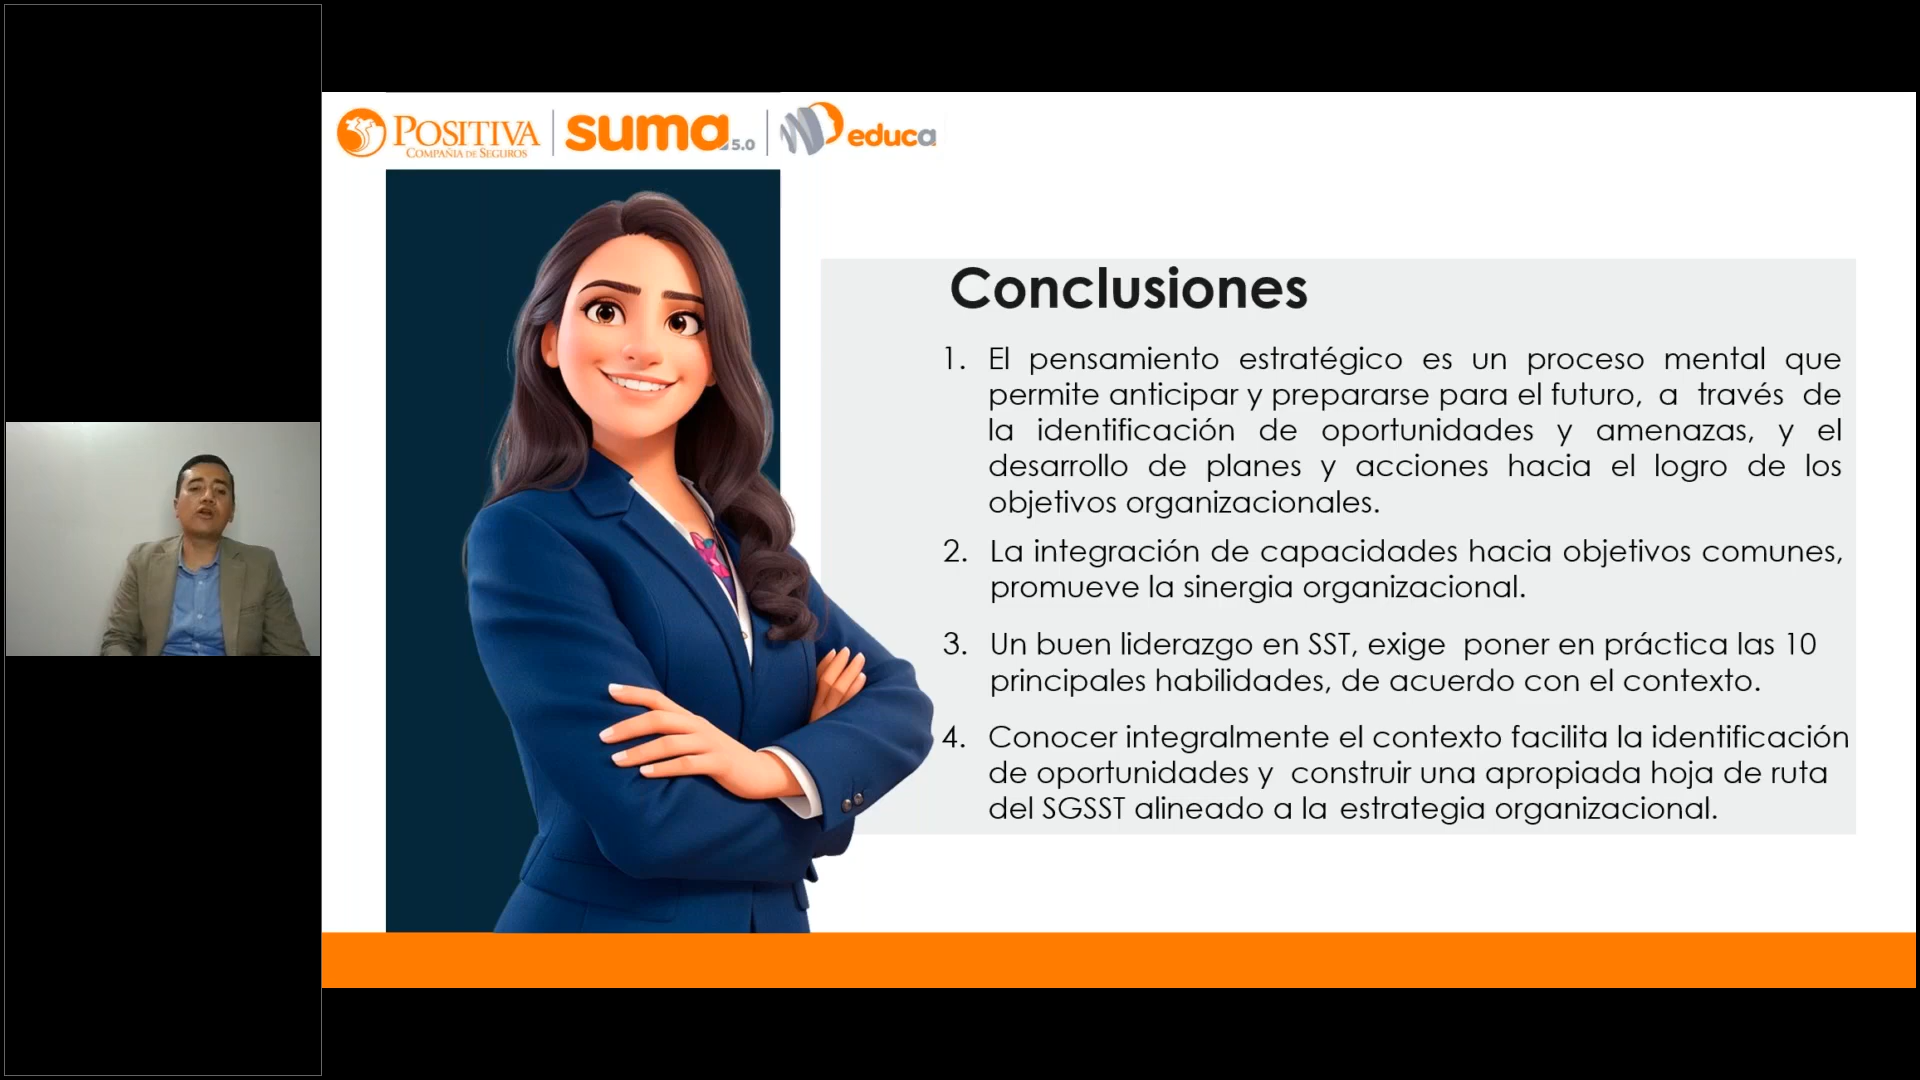 POSITIVA
COMPAÑIA DE SEGUROS
suma 5.0
educa
Conclusiones
1. El pensamiento estratégico es un proceso mental que
permite anticipar y prepararse para el futuro, a través de
la identificación de oportunidades y amenazas, y el
desarrollo de planes y acciones hacia el logro de los
objetivos organizacionales.
2. La integración de capacidades hacia objetivos comunes,
promueve la sinergia organizacional.
3. Un buen liderazgo en SST, exige poner en práctica las 10
principales habilidades, de acuerdo con el contexto.
4. Conocer integralmente el contexto facilita la identificación
de oportunidades y construir una apropiada hoja de ruta
del SGSST alineado a la estrategia organizacional.